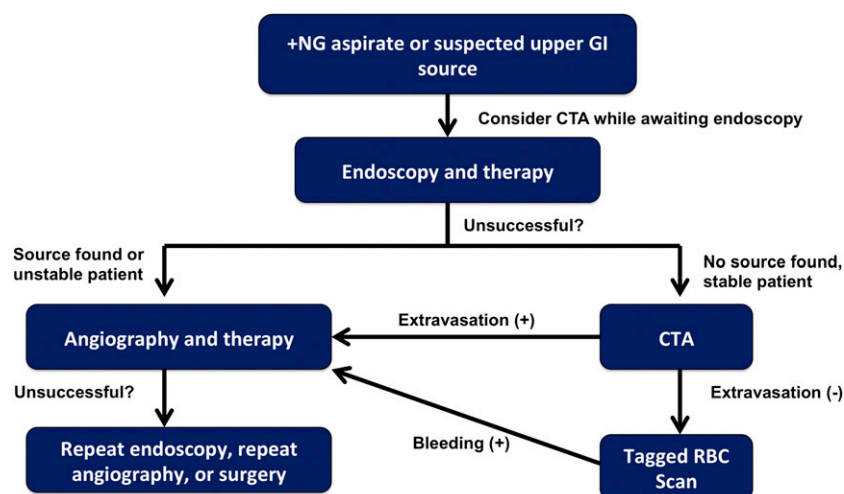 +NG aspirate or suspected upper GI
source
Consider CTA while awaiting endoscopy
Endoscopy and therapy
Unsuccessful?
Source found or
unstable patient
No source found,
stable patient
Angiography and therapy
Extravasation (+)
CTA
Unsuccessful?
Extravasation (-)
Repeat endoscopy, repeat
angiography, or surgery
Bleeding (+)
Tagged RBC
Scan